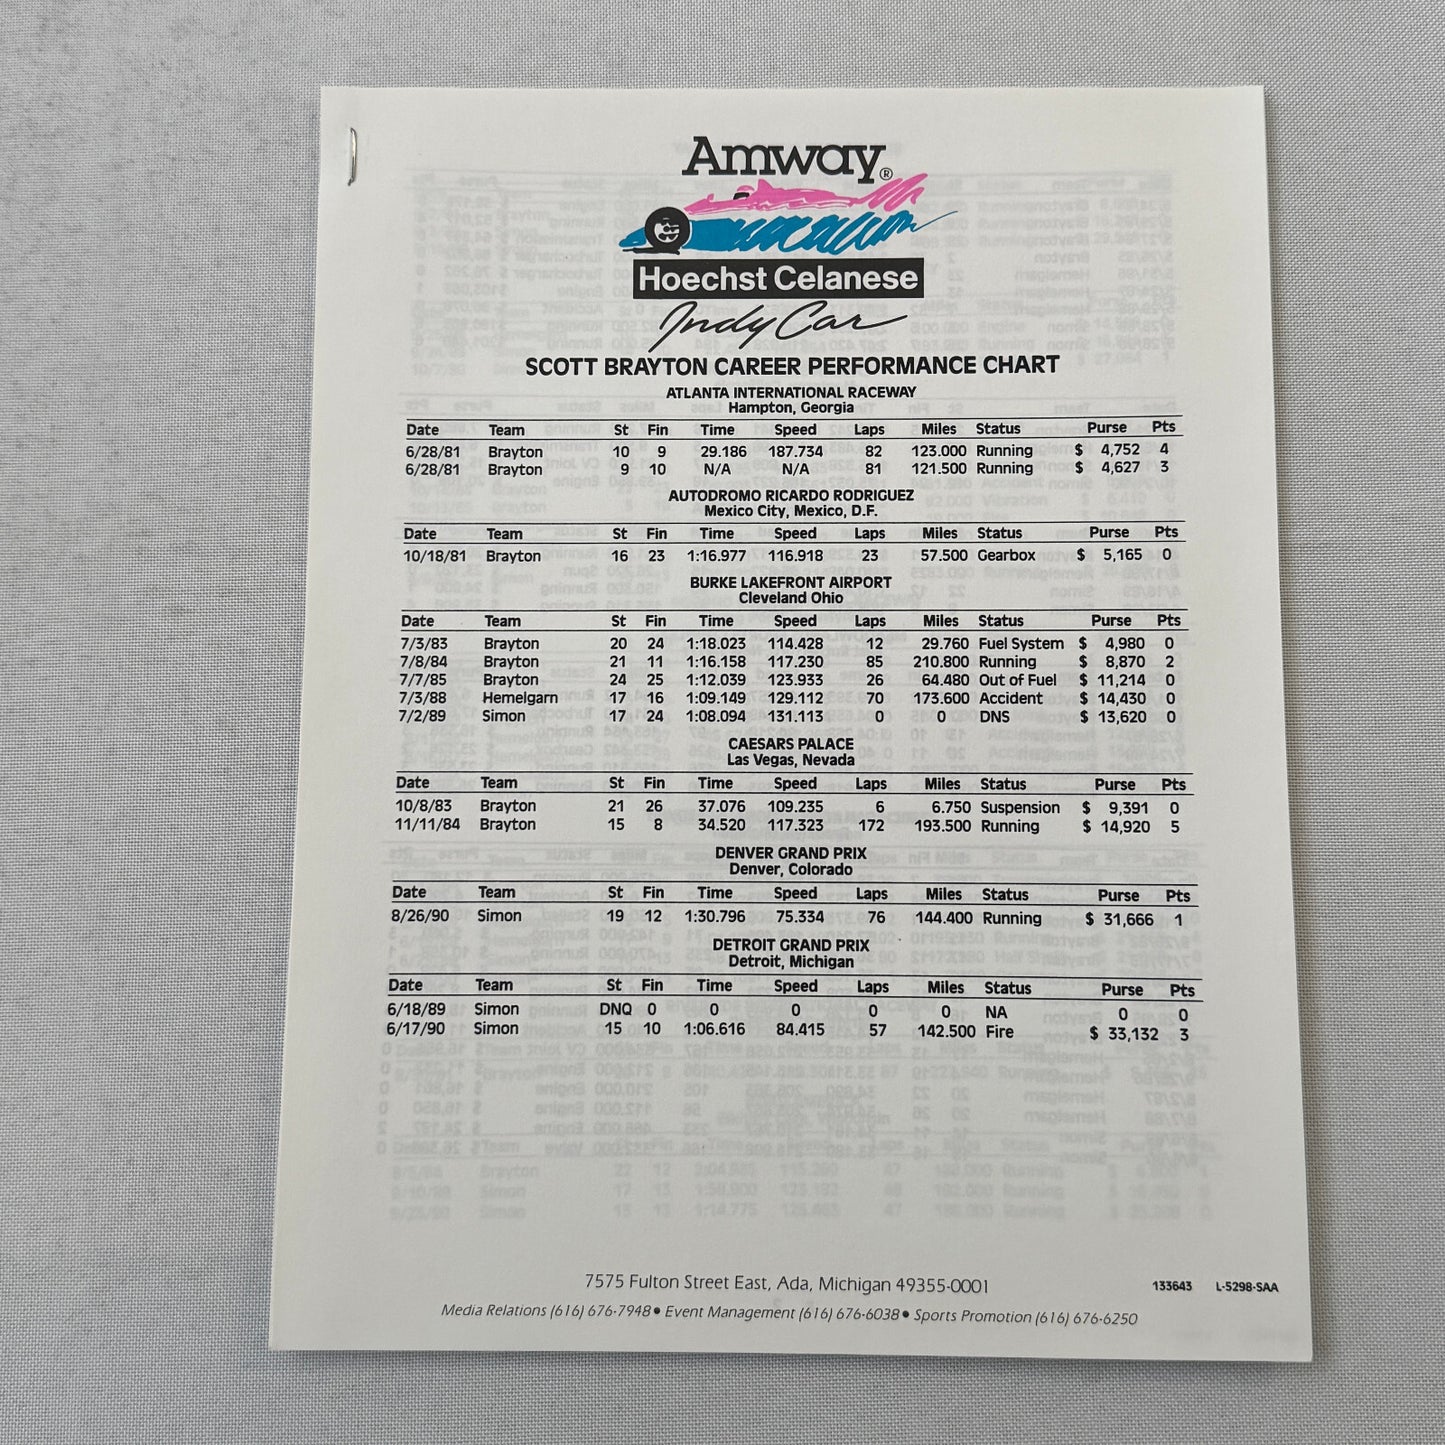 Amway®
Hoechst Celanese
Indy Car
SCOTT BRAYTON CAREER PERFORMANCE CHART
ATLANTA INTERNATIONAL RACEWAY
Hampton, Georgia
Date Team St Fin Time Speed Laps Miles Status Purse Pts
6/28/81 Brayton 10 9 29.186 187.734 82 123.000 Running $ 4,752 4
6/28/81 Brayton 9 10 N/A N/A 81 121.500 Running $ 4,627 3
AUTODROMO RICARDO RODRIGUEZ
Mexico City, Mexico, D.F.
Date Team St Fin Time Speed Laps Miles Status Purse Pts
10/18/81 Brayton 16 23 1:16.977 116.918 23 57.500 Gearbox $ 5,165 0
BURKE LAKEFRONT AIRPORT
Cleveland Ohio
Date Team St Fin Time Speed Laps Miles Status Purse Pts
7/3/83 Brayton 20 24 1:18.023 114.428 12 29.760 Fuel System $ 4,980 0
7/8/84 Brayton 21 11 1:16.158 117.230 85 210.800 Running $ 8,870 2
7/7/85 Brayton 24 25 1:12.039 123.933 26 64.480 Out of Fuel $ 11,214 0
7/3/88 Hemelgarn 17 16 1:09.149 129.112 70 173.600 Accident $ 14,430 0
7/2/89 Simon 17 24 1:08.094 131.113 0 0 DNS $ 13,620 0
CAESARS PALACE
Las Vegas, Nevada
Date Team St Fin Time Speed Laps Miles Status Purse Pts
10/8/83 Brayton 21 26 37.076 109.235 6 6.750 Suspension $ 9,391 0
11/11/84 Brayton 15 8 34.520 117.323 172 193.500 Running $ 14,920 5
DENVER GRAND PRIX
Denver, Colorado
Date Team St Fin Time Speed Laps Miles Status Purse Pts
8/26/90 Simon 19 12 1:30.796 75.334 76 144.400 Running $ 31,666 1
DETROIT GRAND PRIX
Detroit, Michigan
Date Team St Fin Time Speed Laps Miles Status Purse Pts
6/18/89 Simon DNQ 0 0 0 0 0 NA 0 0
6/17/90 Simon 15 10 1:06.616 84.415 57 142.500 Fire $ 33,132 3
7575 Fulton Street East, Ada, Michigan 49355-0001 133643 L-5298-SAA
Media Relations (616) 676-7948 ● Event Management (616) 676-6038 ● Sports Promotion (616) 676-6250